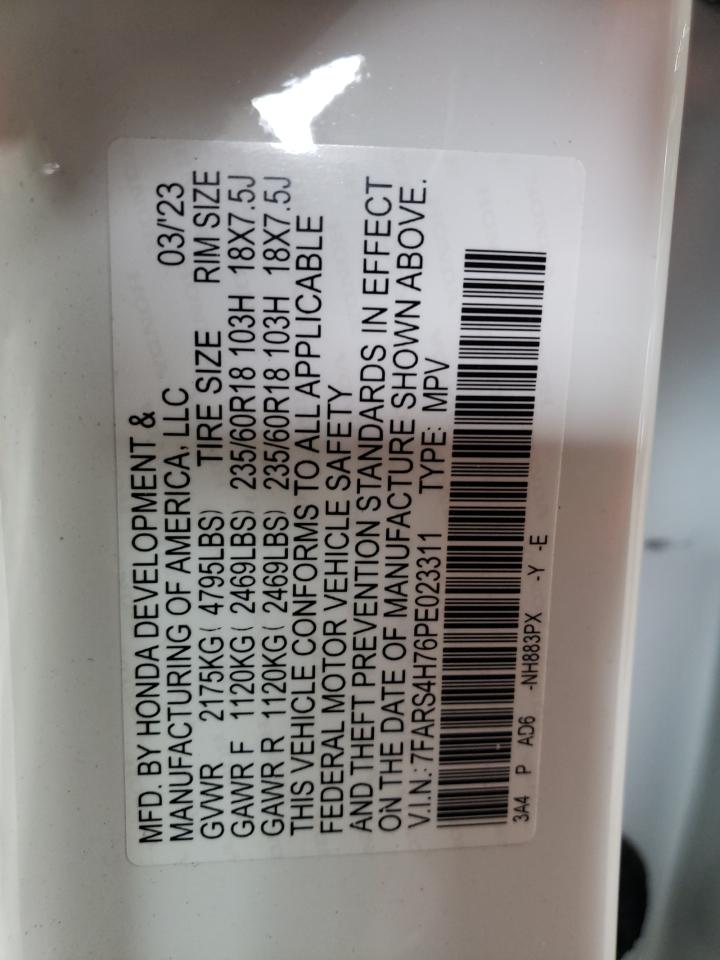 MFD. BY HONDA DEVELOPMENT &
MANUFACTURING OF AMERICA, LLC 03/'23
GVWR 2175KG( 4795LBS) TIRE SIZE RIM SIZE
GAWR F 1120KG( 2469LBS) 235/60R18 103H 18X7.5J
GAWR R 1120KG( 2469LBS) 235/60R18 103H 18X7.5J
THIS VEHICLE CONFORMS TO ALL APPLICABLE
FEDERAL MOTOR VEHICLE SAFETY
AND THEFT PREVENTION STANDARDS IN EFFECT
ON THE DATE OF MANUFACTURE SHOWN ABOVE.
V.I.N.:7FARS4H76PE023311 TYPE: MPV
3A4 P AD6 -NH883PX -Y -E